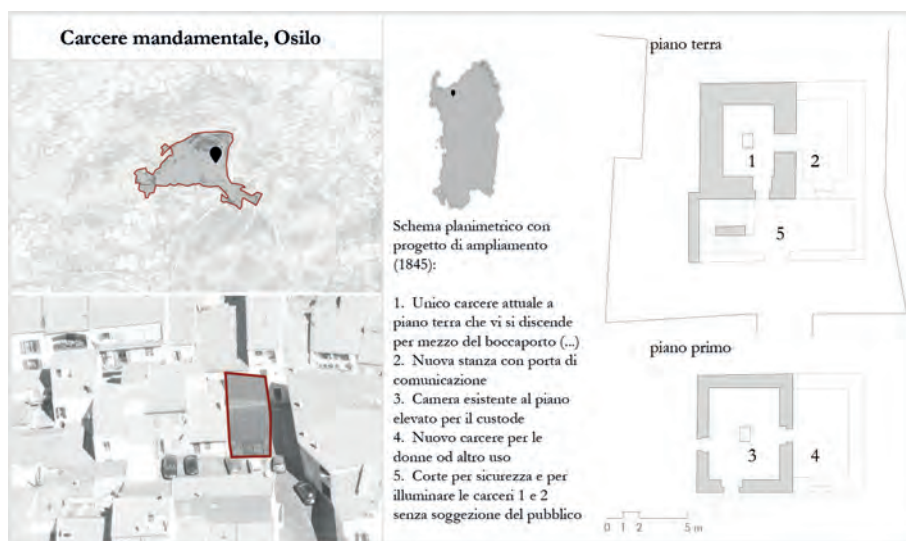 Carcere mandamentale, Osilo
Schema planimetrico con
progetto di ampliamento
(1845):
1. Unico carcere attuale a
piano terra che vi si discende
per mezzo del boccaporto (...)
2. Nuova stanza con porta di
comunicazione
3. Camera esistente al piano
elevato per il custode
4. Nuovo carcere per le
donne od altro uso
5. Corte per sicurezza e per
illuminare le carceri 1 e 2
senza soggezione del pubblico
piano terra
1
2
5
piano primo
3
4
0 1 2 5 m